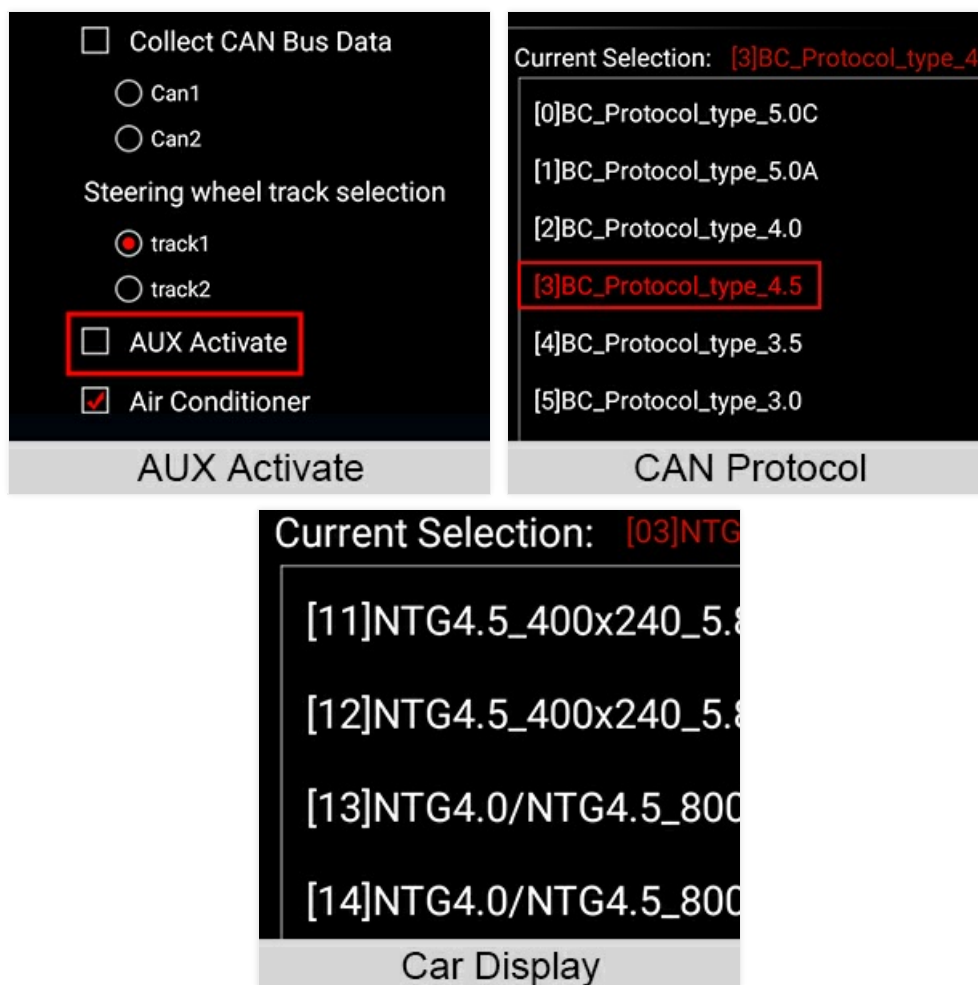 Collect CAN Bus Data
Can1
Can2
Steering wheel track selection
track1
track2
AUX Activate
Air Conditioner
AUX Activate
Current Selection: [3]BC_Protocol_type_4
[0]BC_Protocol_type_5.0C
[1]BC_Protocol_type_5.0A
[2]BC_Protocol_type_4.0
[3]BC_Protocol_type_4.5
[4]BC_Protocol_type_3.5
[5]BC_Protocol_type_3.0
CAN Protocol
Current Selection: [03]NTG
[11]NTG4.5_400x240_5.8
[12]NTG4.5_400x240_5.8
[13]NTG4.0/NTG4.5_800
[14]NTG4.0/NTG4.5_800
Car Display